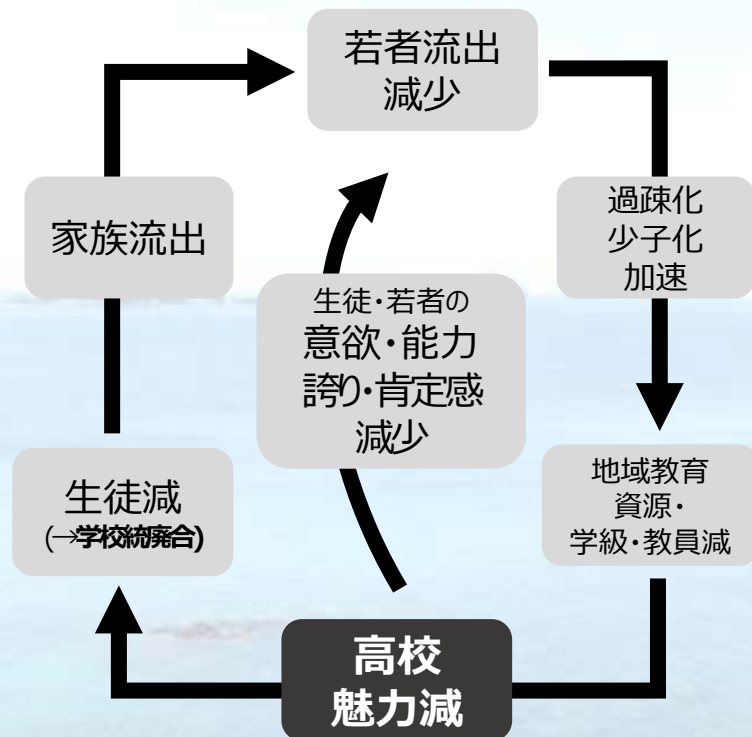 若者流出
減少
過疎化
少子化
加速
地域教育
資源・
学級・教員減
高校
魅力減
生徒減
(→学校統廃合)
家族流出
生徒・若者の
意欲・能力
誇り・肯定感
減少